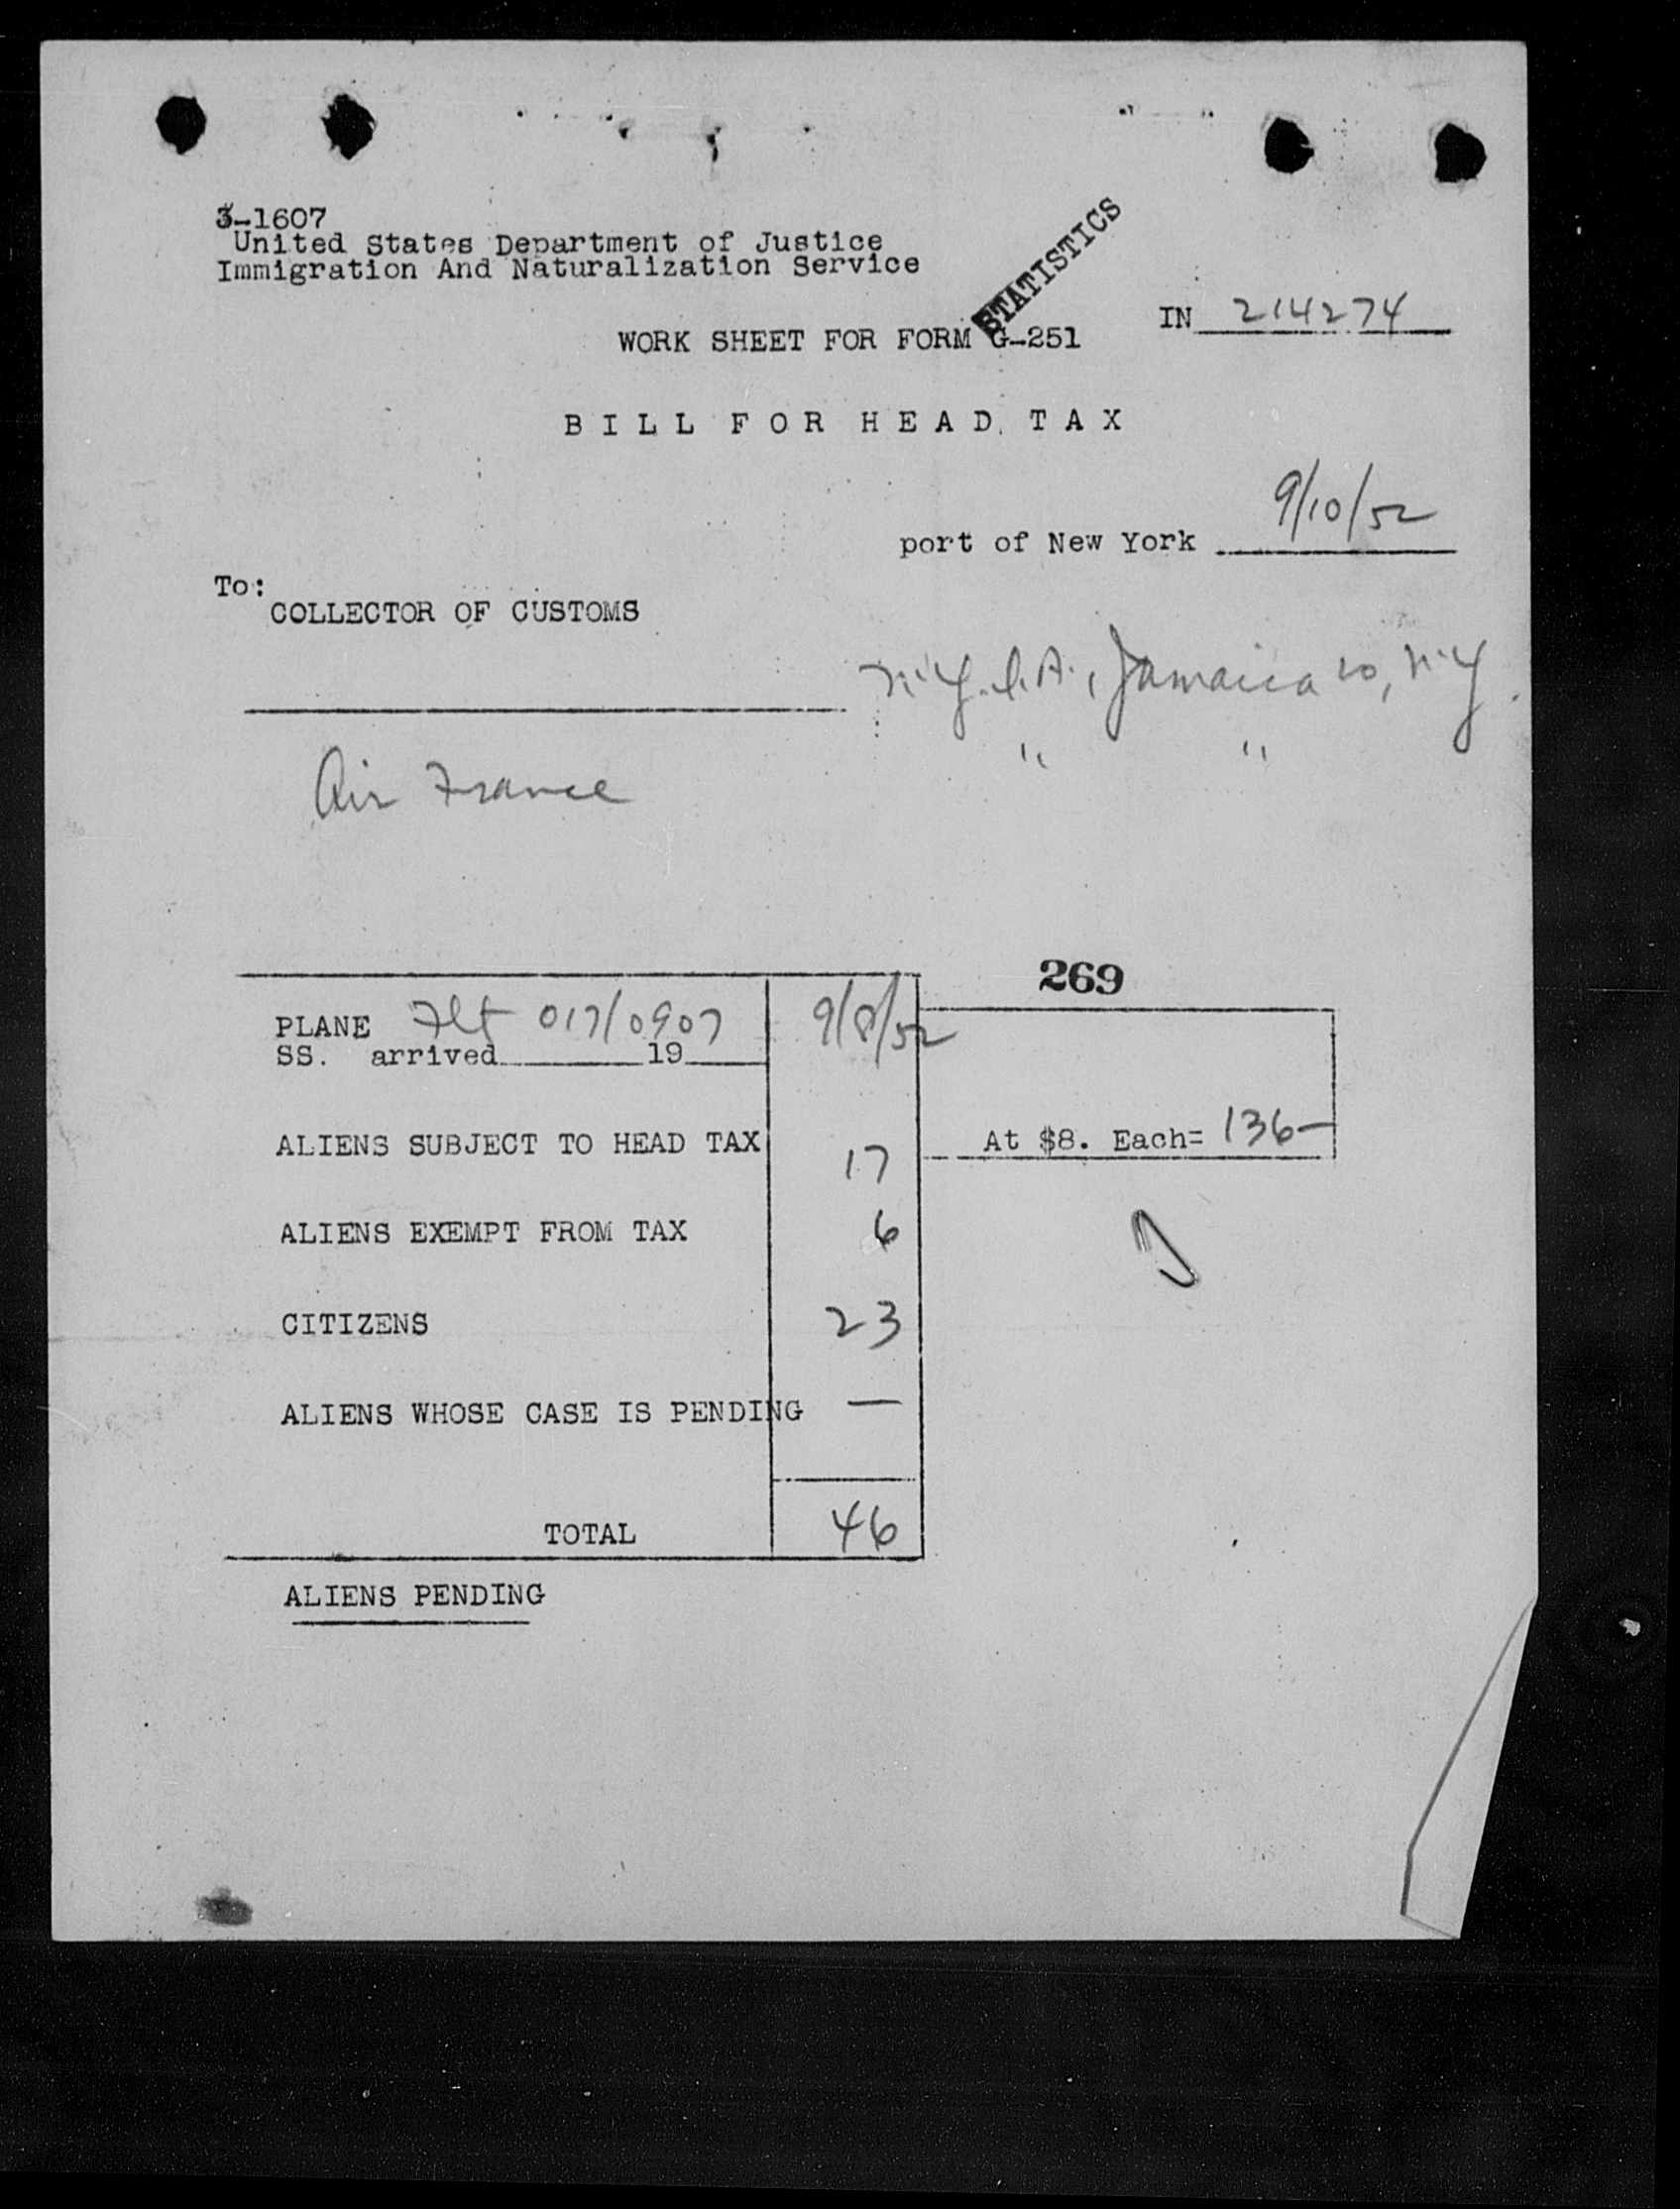 3-1607
United States Department of Justice
Immigration And Naturalization Service
STATISTICS
IN 214274
WORK SHEET FOR FORM G-251
BILL FOR HEAD TAX
port of New York 9/10/52
To:
COLLECTOR OF CUSTOMS
N.Y.I.A., Jamaica 20, N.Y.
" "
Air France
269
PLANE Flt 017/0907 9/8/52
SS. arrived 19
ALIENS SUBJECT TO HEAD TAX 17 At $8. Each= 136-
ALIENS EXEMPT FROM TAX 6
CITIZENS 23
ALIENS WHOSE CASE IS PENDING —
TOTAL 46
ALIENS PENDING